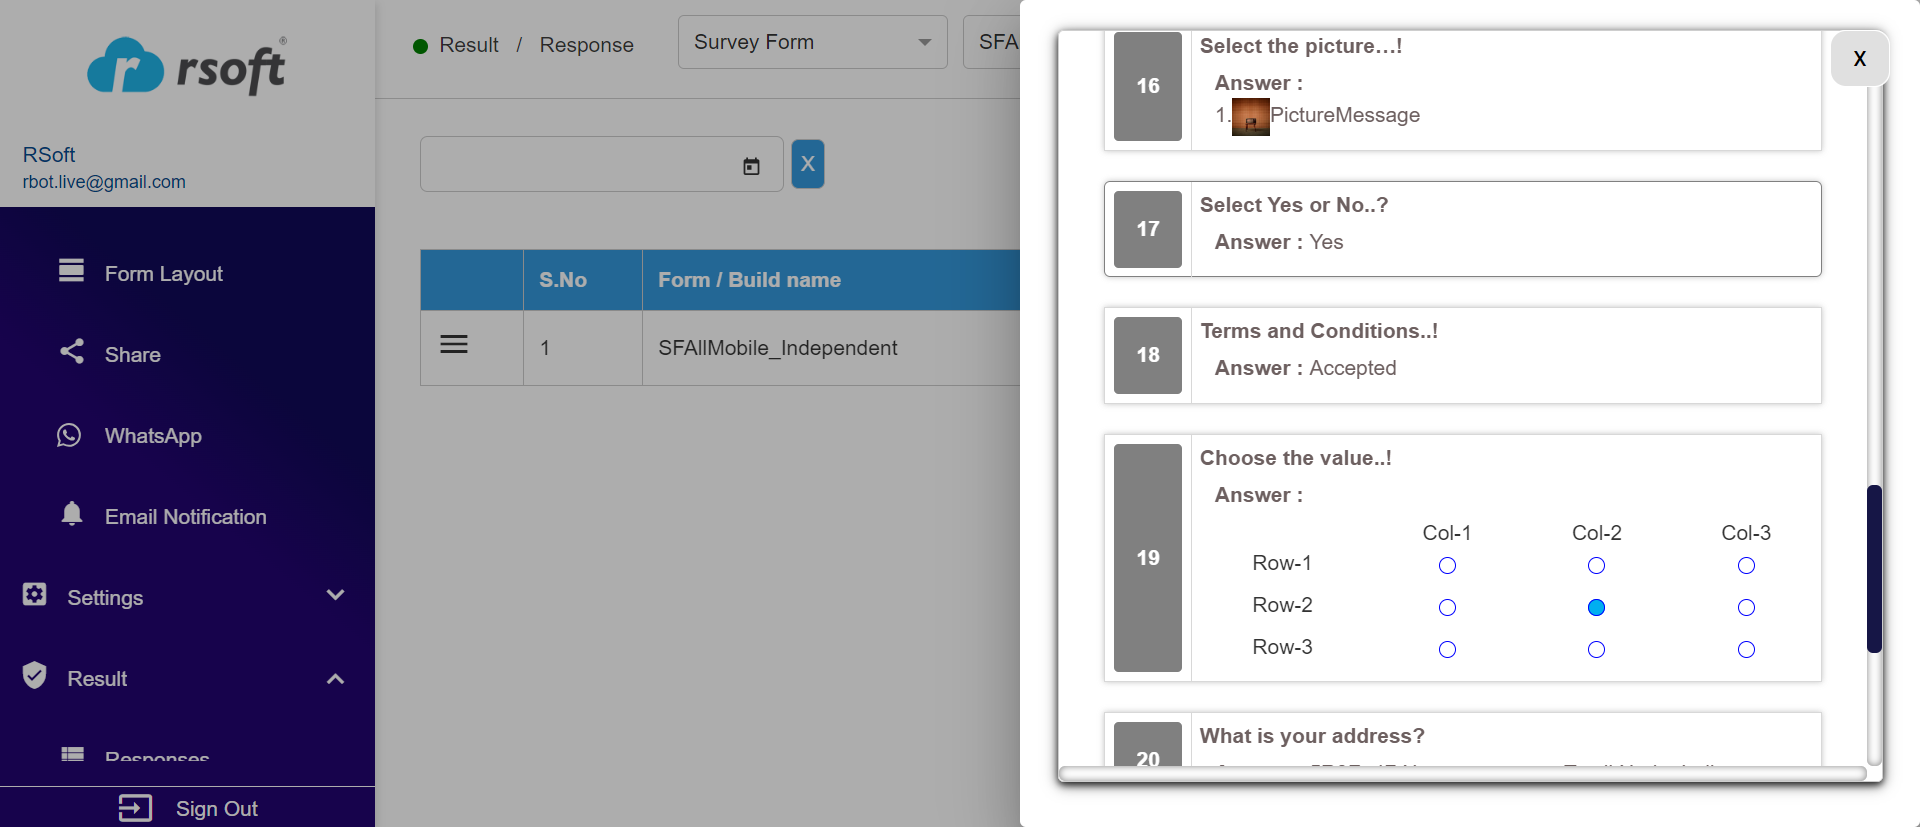 rsoft
®
RSoft
rbot.live@gmail.com
Form Layout
Share
WhatsApp
Email Notification
Settings
Result
Responses
Sign Out
Result / Response
Survey Form
SFA
X
S.No
Form / Build name
1
SFAllMobile_Independent
X
16
Select the picture...!
Answer :
1. PictureMessage
17
Select Yes or No..?
Answer : Yes
18
Terms and Conditions..!
Answer : Accepted
19
Choose the value..!
Answer :
Col-1 Col-2 Col-3
Row-1
Row-2
Row-3
20
What is your address?